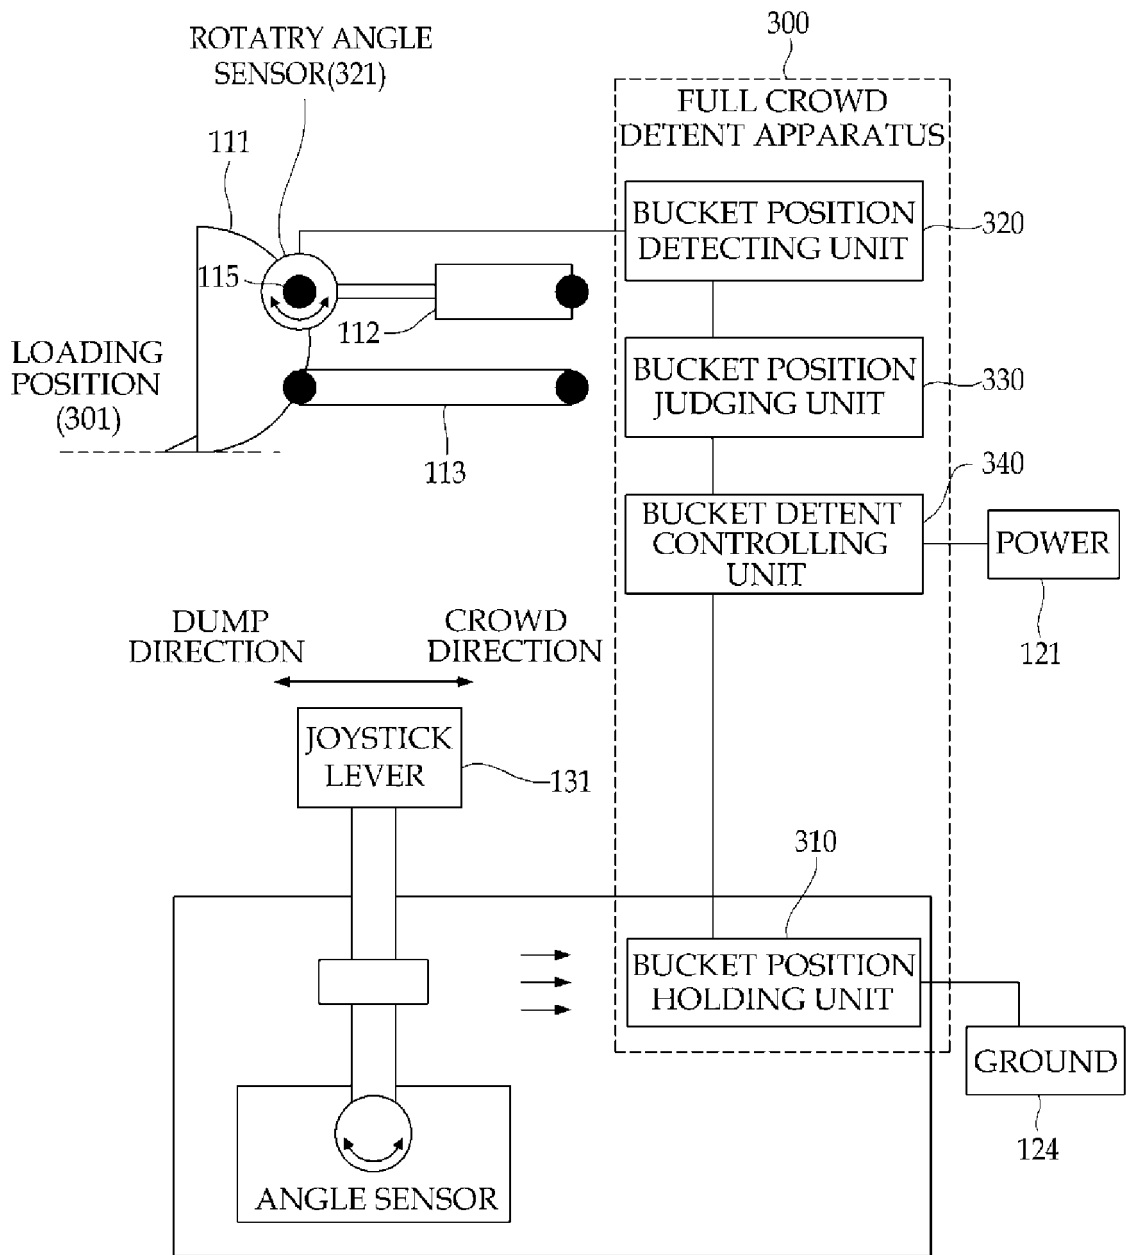 300
ROTATRY ANGLE
SENSOR(321)
FULL CROWD
DETENT APPARATUS
111
BUCKET POSITION
DETECTING UNIT
320
115
112
LOADING
POSITION
(301)
BUCKET POSITION
JUDGING UNIT
330
113
340
BUCKET DETENT
CONTROLLING
UNIT
POWER
121
DUMP
DIRECTION
CROWD
DIRECTION
JOYSTICK
LEVER
131
310
BUCKET POSITION
HOLDING UNIT
GROUND
124
ANGLE SENSOR